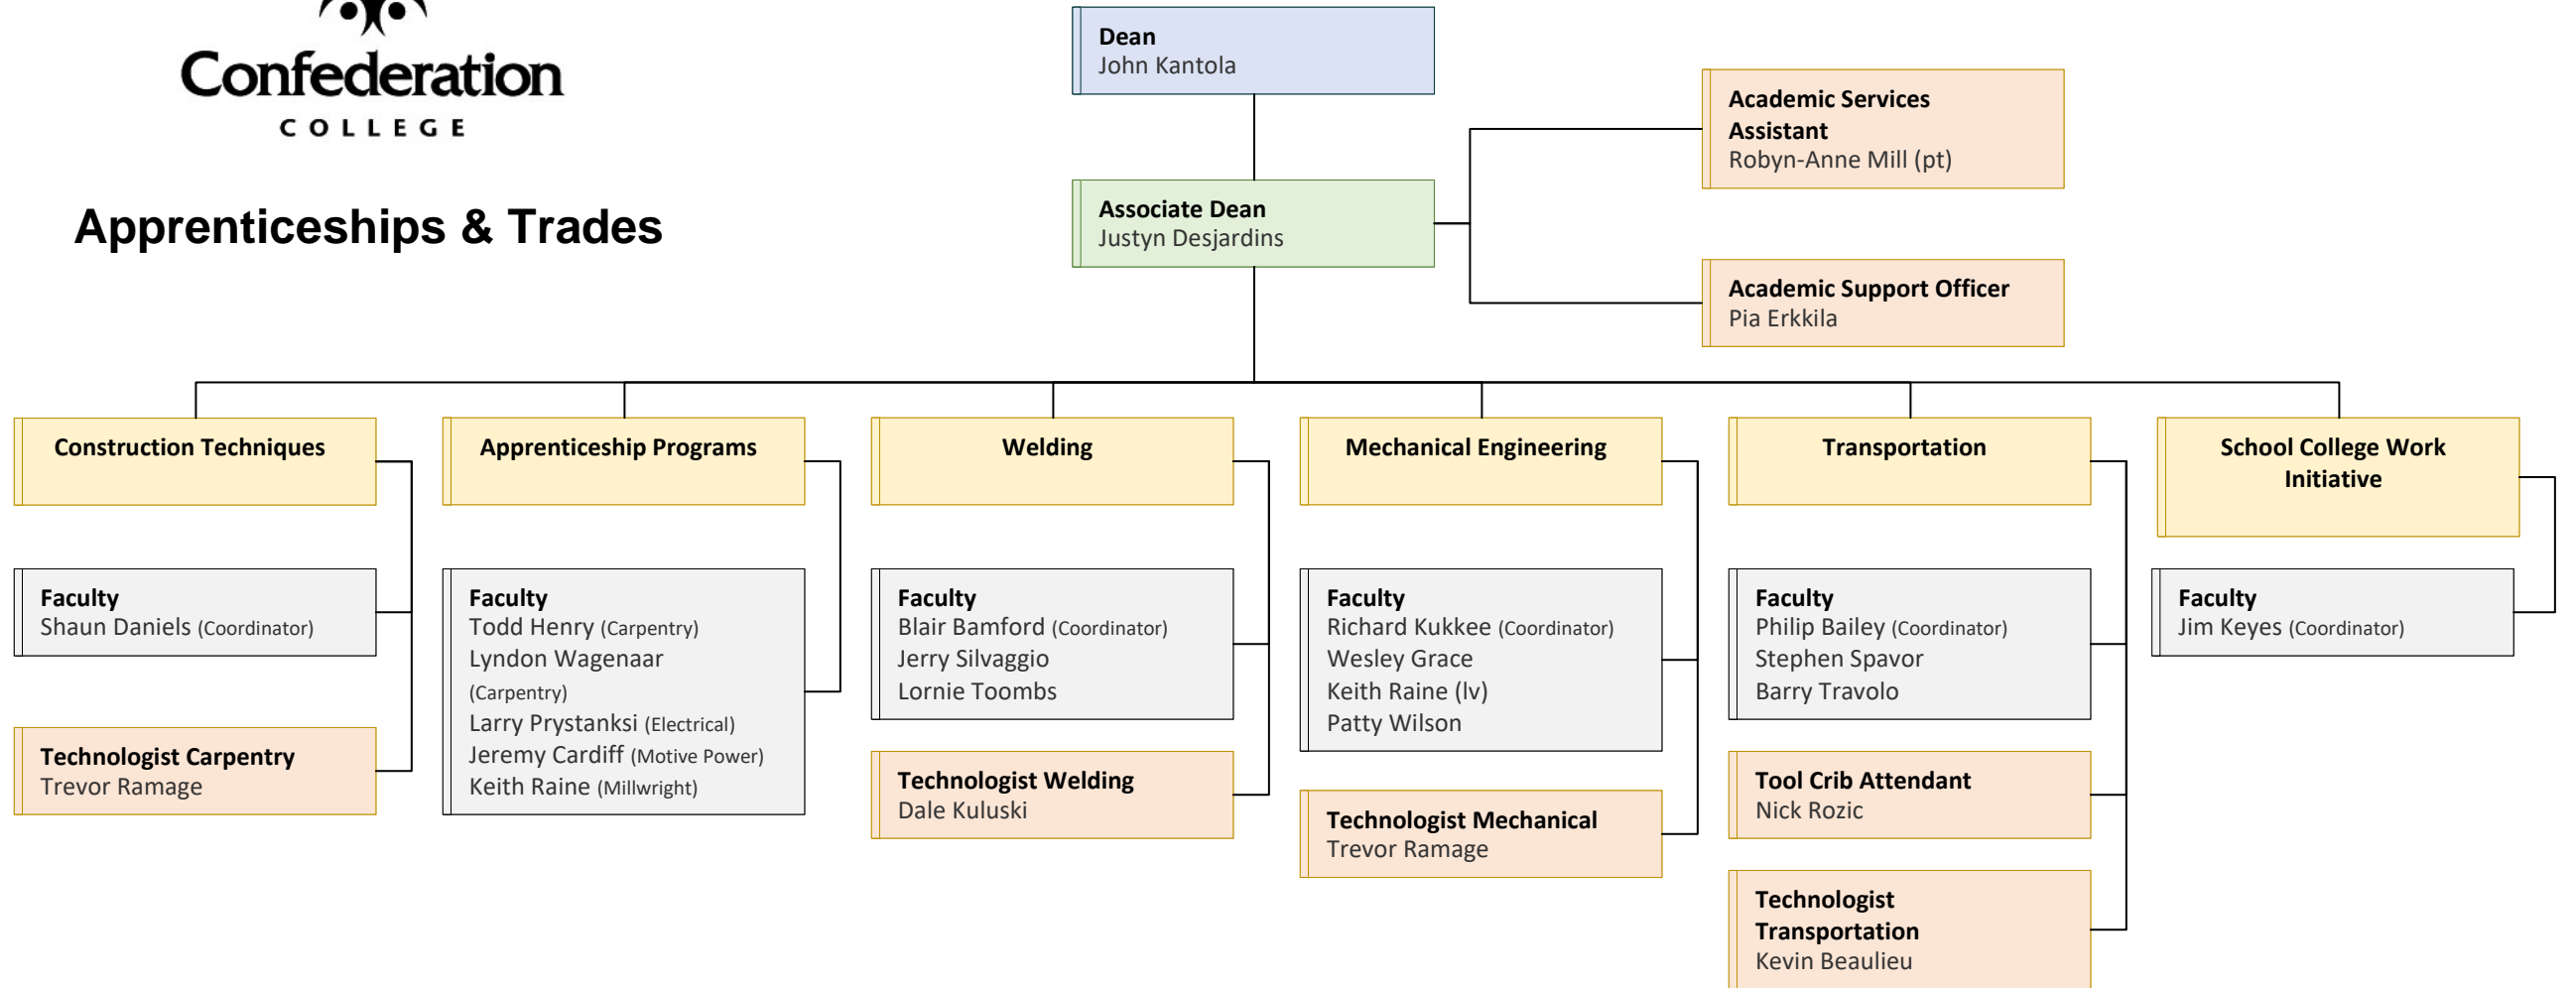 Confederation
COLLEGE
Apprenticeships & Trades
Dean
John Kantola
Associate Dean
Justyn Desjardins
Academic Services
Assistant
Robyn-Anne Mill (pt)
Academic Support Officer
Pia Erkkila
Construction Techniques
Faculty
Shaun Daniels (Coordinator)
Technologist Carpentry
Trevor Ramage
Apprenticeship Programs
Faculty
Todd Henry (Carpentry)
Lyndon Wagenaar
(Carpentry)
Larry Prystanksi (Electrical)
Jeremy Cardiff (Motive Power)
Keith Raine (Millwright)
Welding
Faculty
Blair Bamford (Coordinator)
Jerry Silvaggio
Lornie Toombs
Technologist Welding
Dale Kuluski
Mechanical Engineering
Faculty
Richard Kukkee (Coordinator)
Wesley Grace
Keith Raine (lv)
Patty Wilson
Technologist Mechanical
Trevor Ramage
Transportation
Faculty
Philip Bailey (Coordinator)
Stephen Spavor
Barry Travolo
Tool Crib Attendant
Nick Rozic
Technologist
Transportation
Kevin Beaulieu
School College Work
Initiative
Faculty
Jim Keyes (Coordinator)